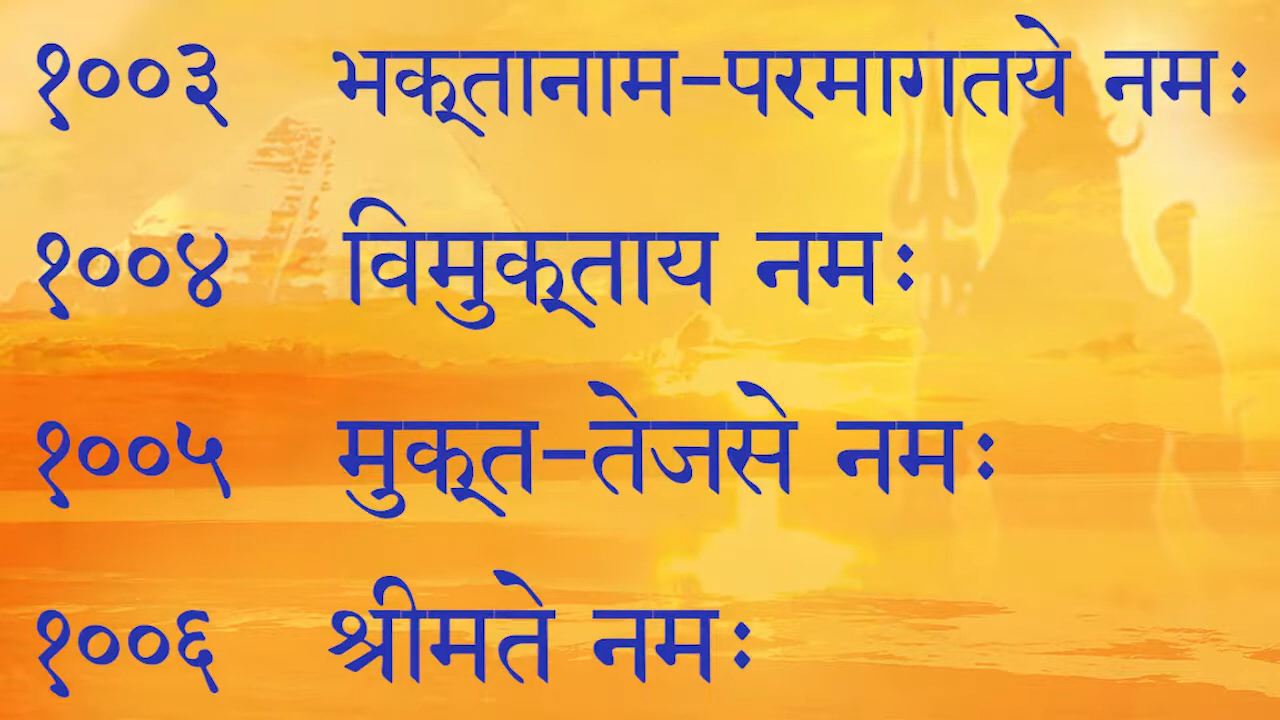 १००३ भक्तानाम-परमागतये नमः
१००४ विमुक्ताय नमः
१००५ मुक्त-तेजसे नमः
१००६ श्रीमते नमः